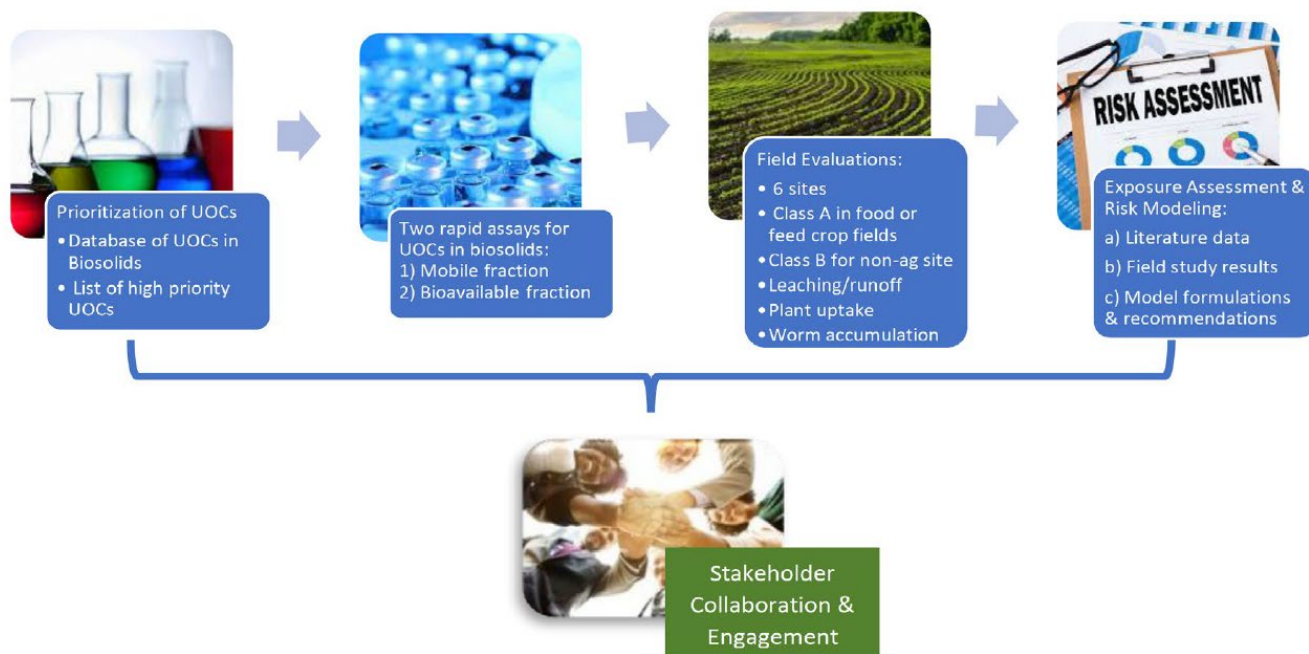 Prioritization of UOCs
• Database of UOCs in
Biosolids
• List of high priority
UOCs
Two rapid assays for
UOCs in biosolids:
1) Mobile fraction
2) Bioavailable fraction
Field Evaluations:
• 6 sites
• Class A in food or
feed crop fields
• Class B for non-ag site
• Leaching/runoff
• Plant uptake
• Worm accumulation
RISK ASSESSMENT
Exposure Assessment &
Risk Modeling:
a) Literature data
b) Field study results
c) Model formulations
& recommendations
Stakeholder
Collaboration &
Engagement